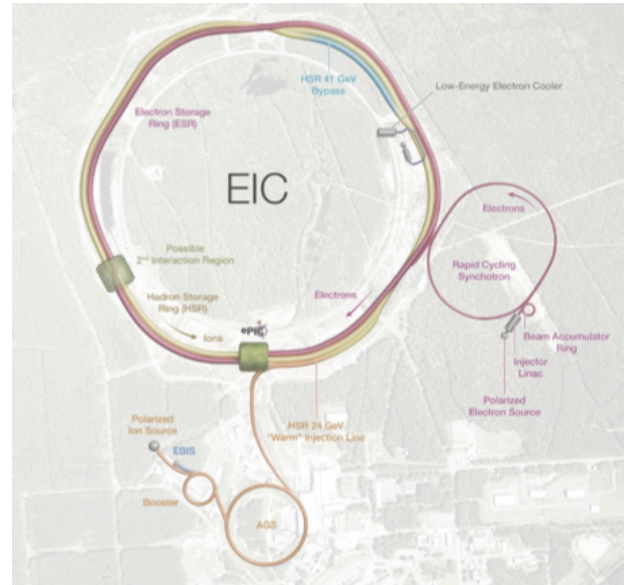 HSR 41 GeV
Bypass
Low-Energy Electron Cooler
Electron Storage
Ring (ESR)
EIC
Electrons
Possible
2nd Interaction Region
Rapid Cycling
Synchotron
Hadron Storage
Ring (HSR)
Electrons
Ions
ePIC
Beam Accumulator
Ring
Injector
Linac
Polarized
Electron Source
HSR 24 GeV
"Warm" Injection Line
Polarized
Ion Source
EBIS
Booster
AGS